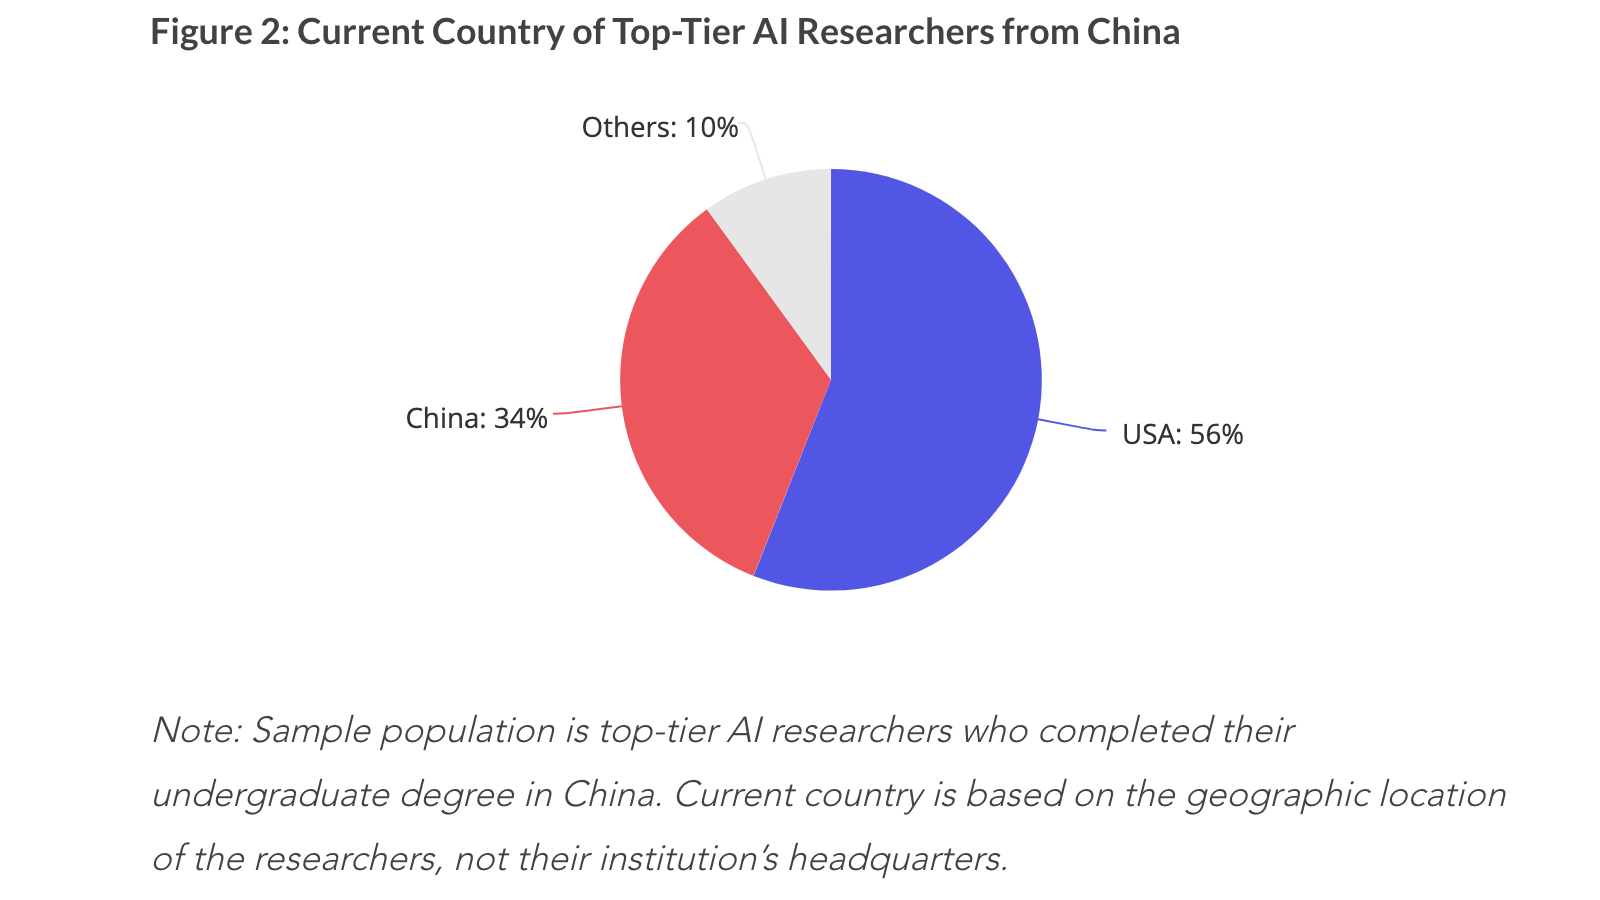 Figure 2: Current Country of Top-Tier AI Researchers from China
Others: 10%
China: 34%
USA: 56%
Note: Sample population is top-tier AI researchers who completed their
undergraduate degree in China. Current country is based on the geographic location
of the researchers, not their institution’s headquarters.